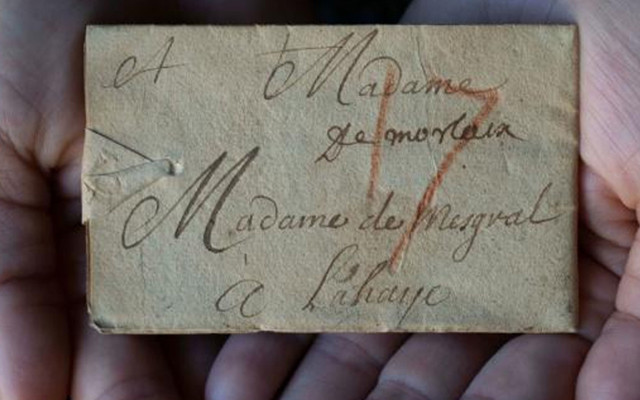 A Madame
De morlaix
Madame de Mesgral
à Lahaye
17